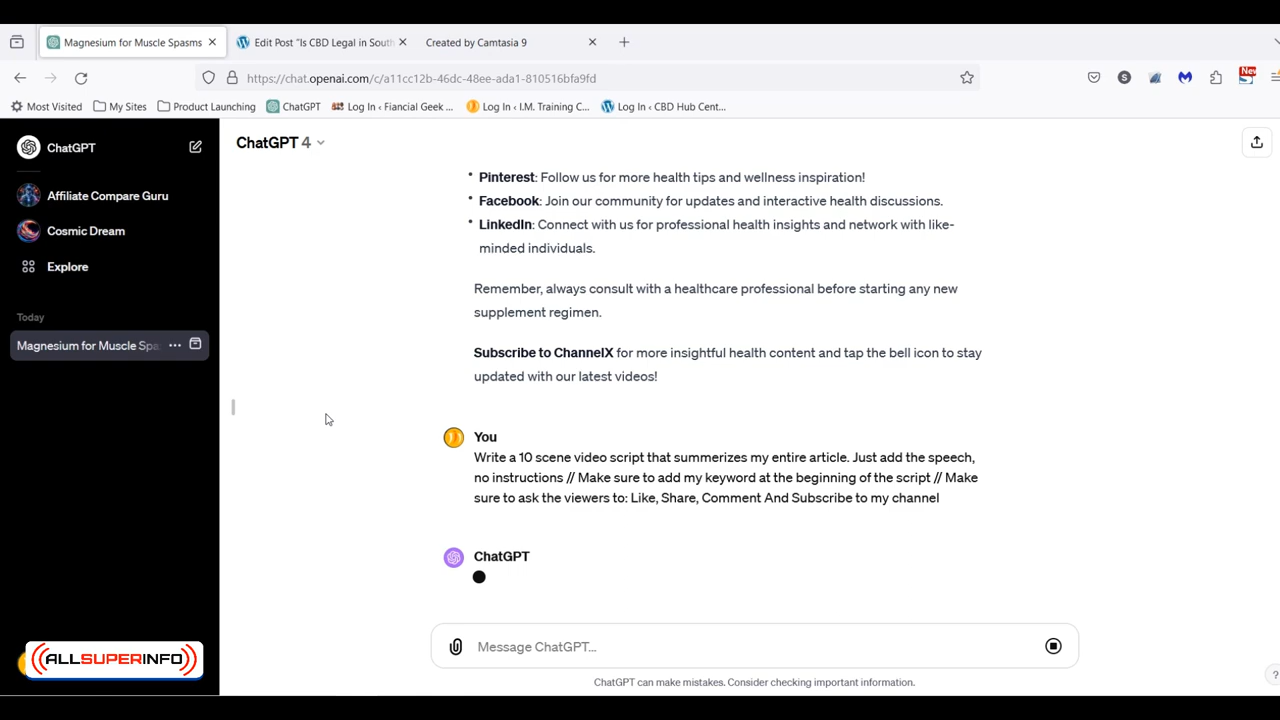 Magnesium for Muscle Spasms
Edit Post "Is CBD Legal in South
Created by Camtasia 9
https://chat.openai.com/c/a11cc12b-46dc-48ee-ada1-810516bfa9fd
S
New
Most Visited
My Sites
Product Launching
ChatGPT
Log In ‹ Fiancial Geek ...
Log In ‹ I.M. Training C...
Log In ‹ CBD Hub Cent...
ChatGPT
ChatGPT 4
Affiliate Compare Guru
Cosmic Dream
Explore
Today
Magnesium for Muscle Spa
• Pinterest: Follow us for more health tips and wellness inspiration!
• Facebook: Join our community for updates and interactive health discussions.
• LinkedIn: Connect with us for professional health insights and network with like-
minded individuals.
Remember, always consult with a healthcare professional before starting any new
supplement regimen.
Subscribe to ChannelX for more insightful health content and tap the bell icon to stay
updated with our latest videos!
You
Write a 10 scene video script that summerizes my entire article. Just add the speech,
no instructions // Make sure to add my keyword at the beginning of the script // Make
sure to ask the viewers to: Like, Share, Comment And Subscribe to my channel
ChatGPT
Message ChatGPT...
ChatGPT can make mistakes. Consider checking important information.
?
((ALLSUPERINFO))